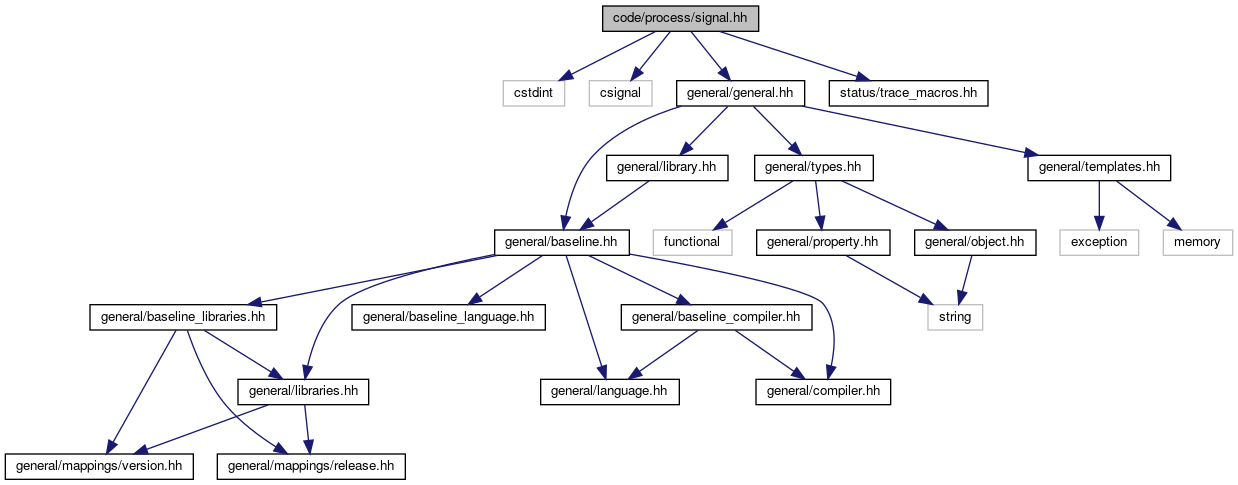 code/process/signal.hh
cstdint
csignal
general/general.hh
status/trace_macros.hh
general/library.hh
general/types.hh
general/templates.hh
general/baseline.hh
functional
general/property.hh
general/object.hh
exception
memory
general/baseline_libraries.hh
general/baseline_language.hh
general/baseline_compiler.hh
string
general/libraries.hh
general/language.hh
general/compiler.hh
general/mappings/version.hh
general/mappings/release.hh